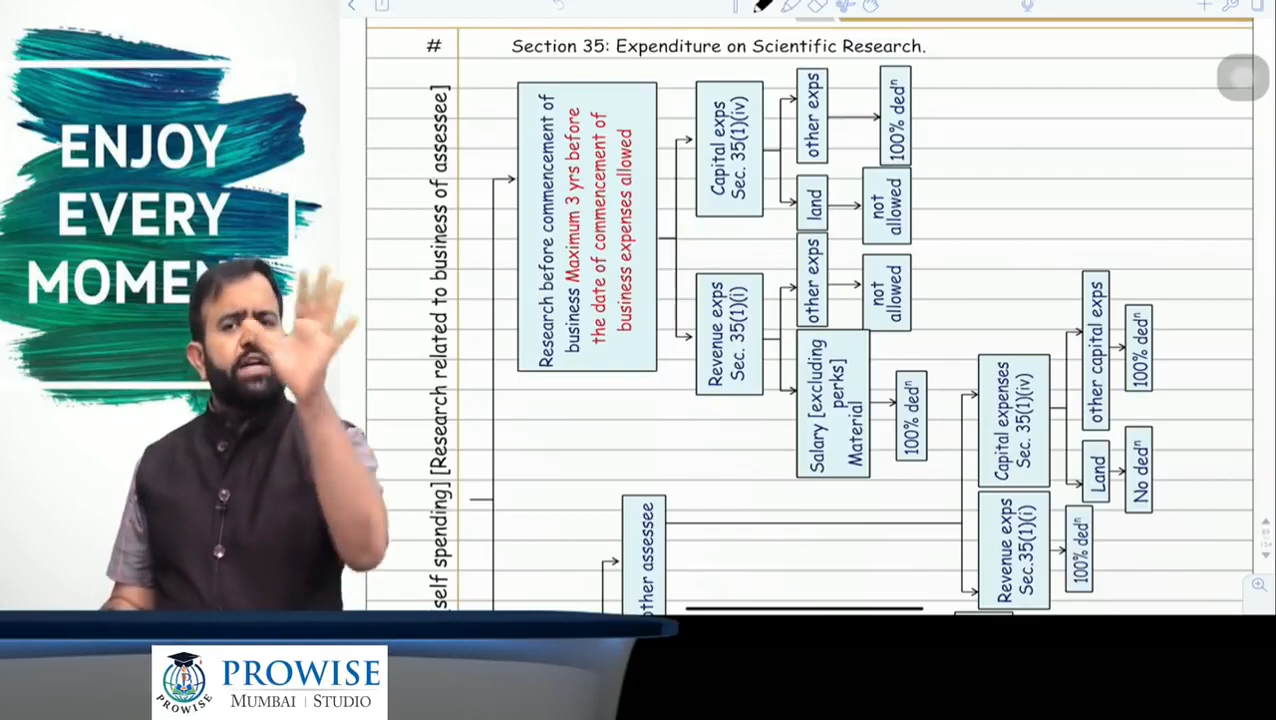 ENJOY
EVERY
MOMEN
#
Section 35: Expenditure on Scientific Research.
self spending] [Research related to business of assessee]
Research before commencement of
business Maximum 3 yrs before
the date of commencement of
business expenses allowed
Capital exps
Sec. 35(1)(iv)
other exps
100% dedⁿ
land
not
allowed
Revenue exps
Sec. 35(1)(i)
other exps
not
allowed
Salary [excluding
perks]
Material
100% dedⁿ
other assessee
Capital expenses
Sec. 35(1)(iv)
other capital exps
100% dedⁿ
Land
No dedⁿ
Revenue exps
Sec.35(1)(i)
100% dedⁿ
PROWISE
PROWISE
MUMBAI | STUDIO